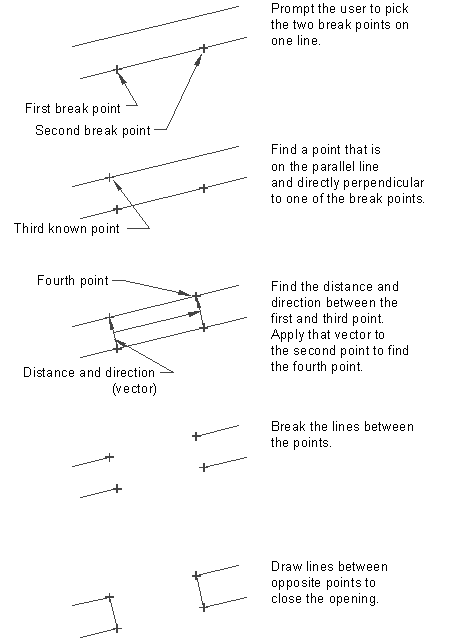 Prompt the user to pick
the two break points on
one line.
First break point
Second break point
Find a point that is
on the parallel line
and directly perpendicular
to one of the break points.
Third known point
Fourth point
Find the distance and
direction between the
first and third point.
Apply that vector to
the second point to find
the fourth point.
Distance and direction
(vector)
Break the lines between
the points.
Draw lines between
opposite points to
close the opening.